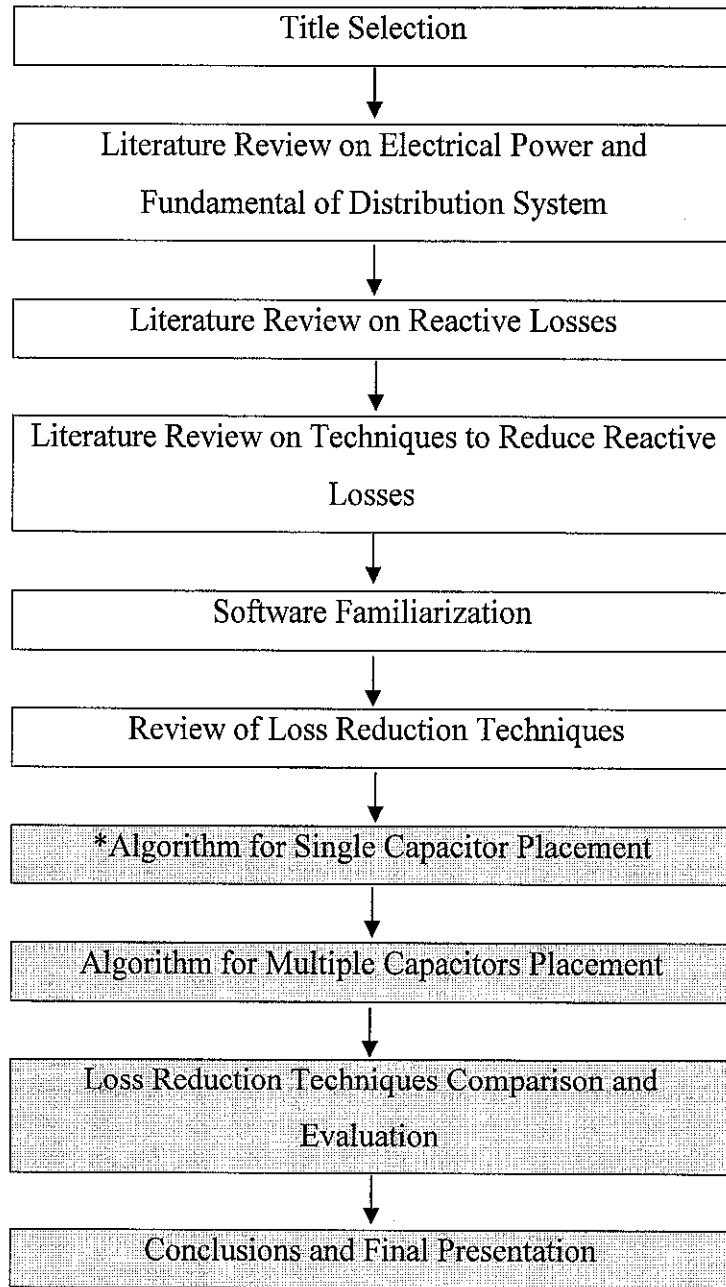 Title Selection
Literature Review on Electrical Power and
Fundamental of Distribution System
Literature Review on Reactive Losses
Literature Review on Techniques to Reduce Reactive
Losses
Software Familiarization
Review of Loss Reduction Techniques
*Algorithm for Single Capacitor Placement
Algorithm for Multiple Capacitors Placement
Loss Reduction Techniques Comparison and
Evaluation
Conclusions and Final Presentation